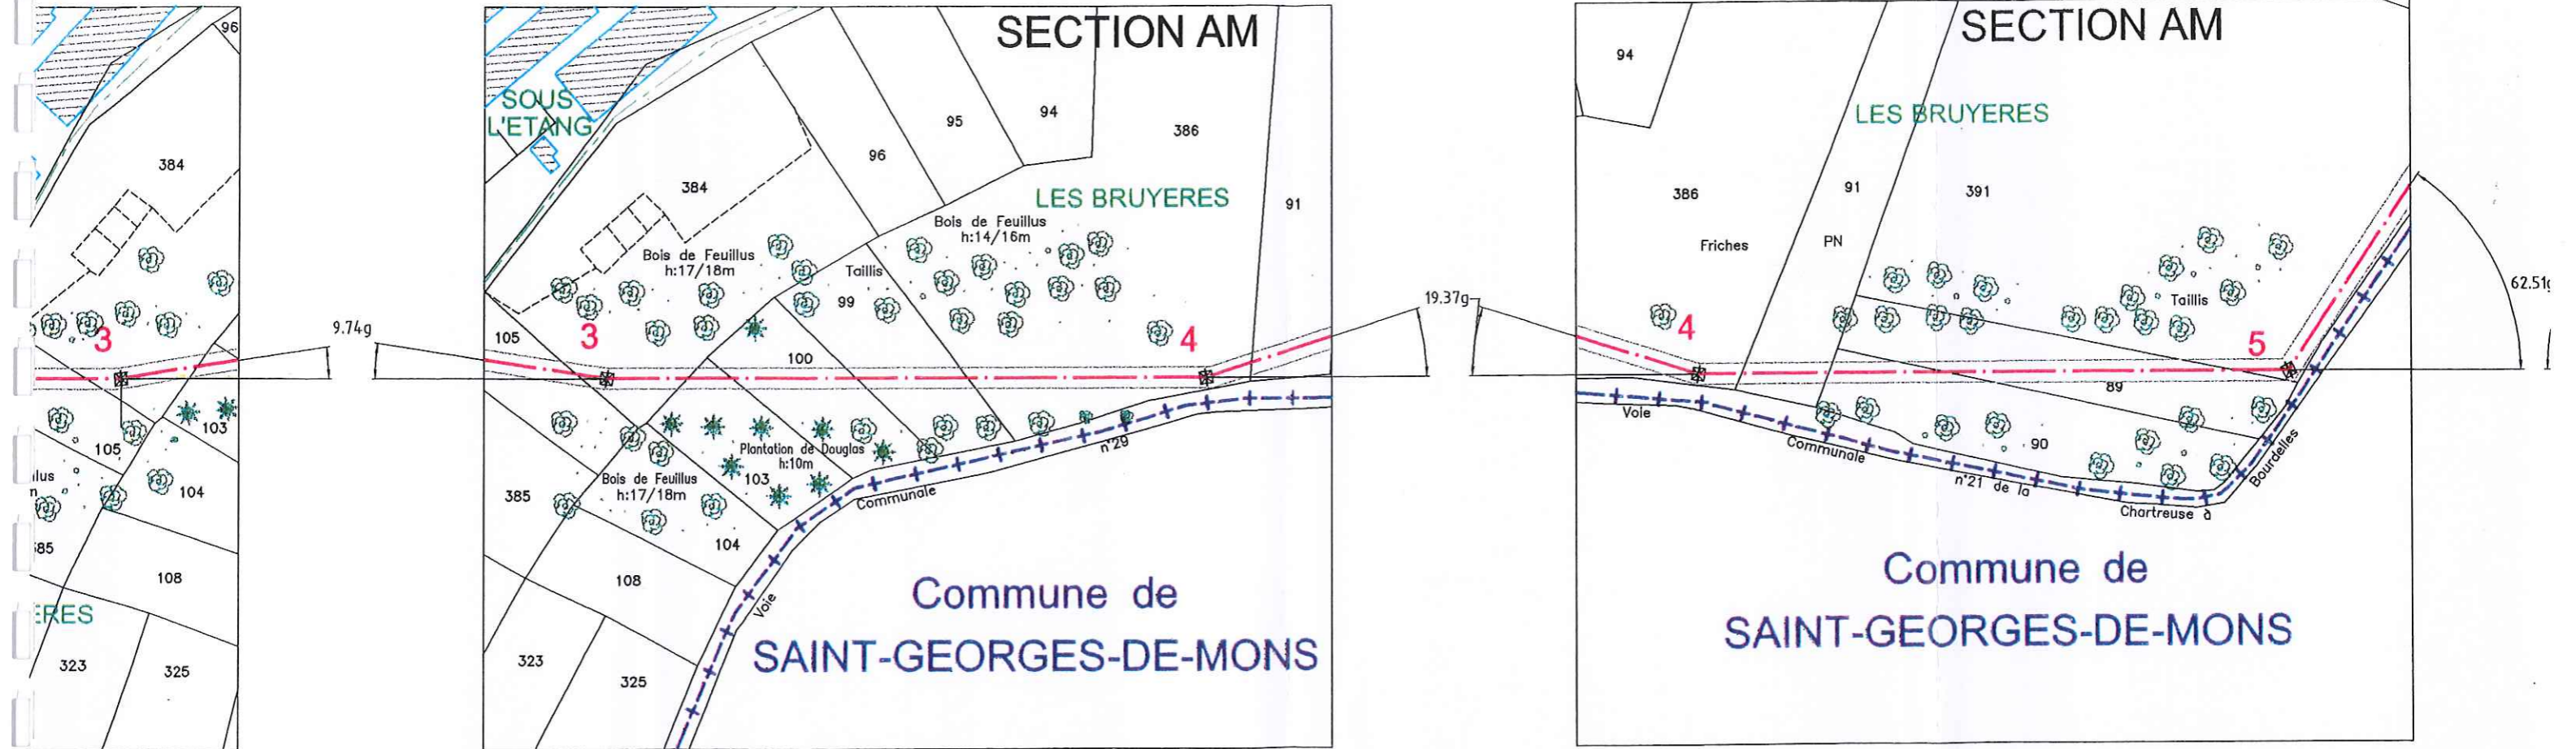 96
384
3
105
103
104
85
108
ERES
323
325
9.74g
SECTION AM
SOUS
L'ETANG
94
95
96
386
384
LES BRUYERES
91
Bois de Feuillus
h:14/16m
Bois de Feuillus
h:17/18m
Taillis
99
105
3
100
4
Plantation de Douglas
h:10m
103
n°29
Bois de Feuillus
h:17/18m
385
Communale
104
108
Voie
323
325
Commune de
SAINT-GEORGES-DE-MONS
19.37g
SECTION AM
94
LES BRUYERES
386
91
391
Friches
PN
Taillis
4
5
89
Voie
Communale
90
n°21 de la
Chartreuse à
Bourdelles
62.51g
Commune de
SAINT-GEORGES-DE-MONS